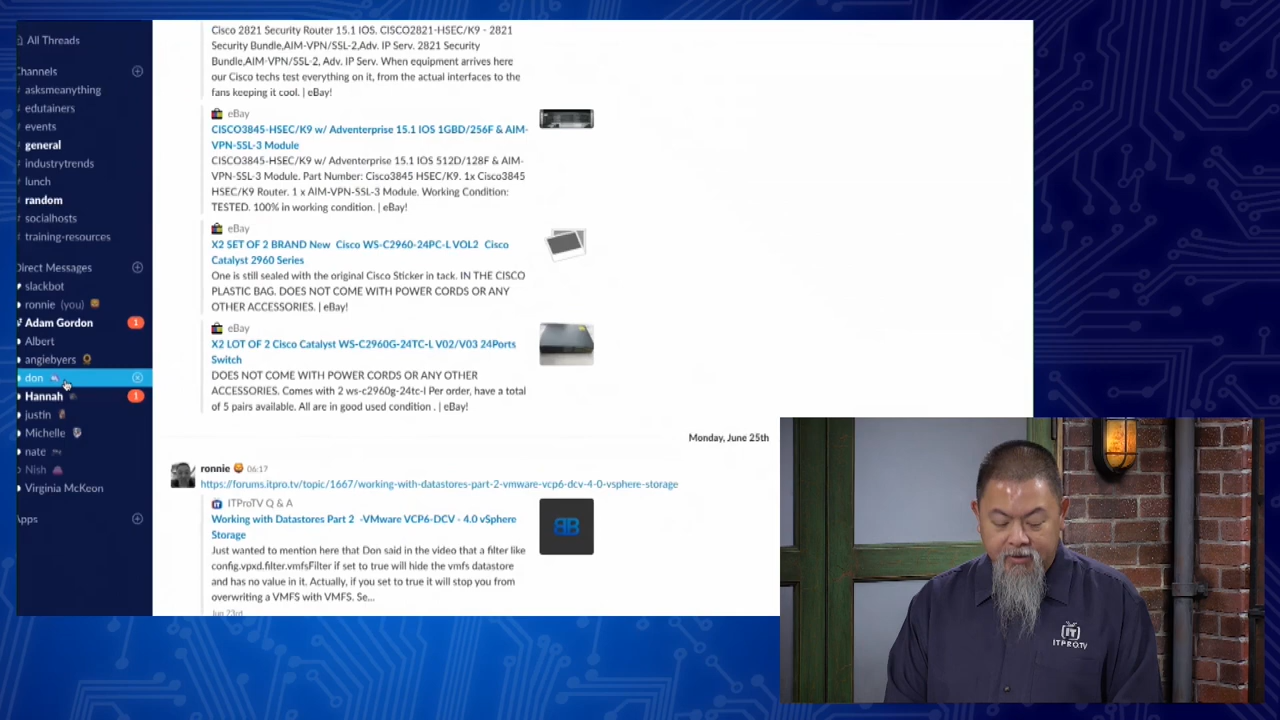 All Threads
Channels
# asksmeanything
# edutainers
# events
# general
# industrytrends
# lunch
# random
# socialhosts
# training-resources
Direct Messages
slackbot
ronnie (you)
Adam Gordon 1
Albert
angiebyers
don
Hannah 1
justin
Michelle
nate
Nish
Virginia McKeon
Apps
Cisco 2821 Security Router 15.1 IOS. CISCO2821-HSEC/K9 - 2821
Security Bundle,AIM-VPN/SSL-2,Adv. IP Serv. 2821 Security
Bundle,AIM-VPN/SSL-2, Adv. IP Serv. When equipment arrives here
our Cisco techs test everything on it, from the actual interfaces to the
fans keeping it cool. | eBay!
eBay
CISCO3845-HSEC/K9 w/ Adventerprise 15.1 IOS 1GBD/256F & AIM-
VPN-SSL-3 Module
CISCO3845-HSEC/K9 w/ Adventerprise 15.1 IOS 512D/128F & AIM-
VPN-SSL-3 Module. Part Number: Cisco3845 HSEC/K9. 1x Cisco3845
HSEC/K9 Router. 1 x AIM-VPN-SSL-3 Module. Working Condition:
TESTED. 100% in working condition. | eBay!
eBay
X2 SET OF 2 BRAND New Cisco WS-C2960-24PC-L VOL2 Cisco
Catalyst 2960 Series
One is still sealed with the original Cisco Sticker in tack. IN THE CISCO
PLASTIC BAG. DOES NOT COME WITH POWER CORDS OR ANY
OTHER ACCESSORIES. | eBay!
eBay
X2 LOT OF 2 Cisco Catalyst WS-C2960G-24TC-L V02/V03 24Ports
Switch
DOES NOT COME WITH POWER CORDS OR ANY OTHER
ACCESSORIES. Comes with 2 ws-c2960g-24tc-l Per order, have a total
of 5 pairs available. All are in good used condition . | eBay!
Monday, June 25th
ronnie 06:17
https://forums.itpro.tv/topic/1667/working-with-datastores-part-2-vmware-vcp6-dcv-4-0-vsphere-storage
ITProTV Q & A
Working with Datastores Part 2 -VMware VCP6-DCV - 4.0 vSphere
Storage
Just wanted to mention here that Don said in the video that a filter like
config.vpxd.filter.vmfsFilter if set to true will hide the vmfs datastore
and has no value in it. Actually, if you set to true it will stop you from
overwriting a VMFS with VMFS. Se...
Jun 23rd
IT
ITPRO.TV